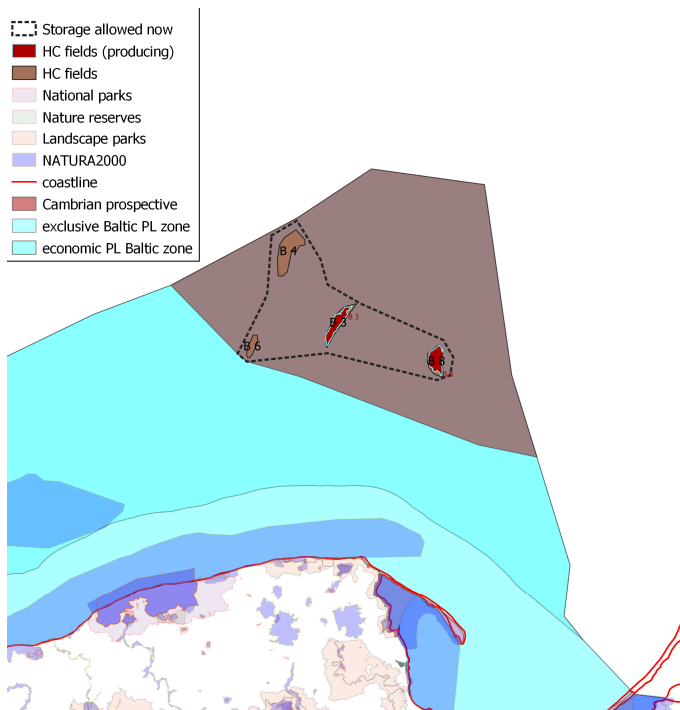 Storage allowed now
HC fields (producing)
HC fields
National parks
Nature reserves
Landscape parks
NATURA2000
coastline
Cambrian prospective
exclusive Baltic PL zone
economic PL Baltic zone
B 4
B 3
B 3
B 6
B 8